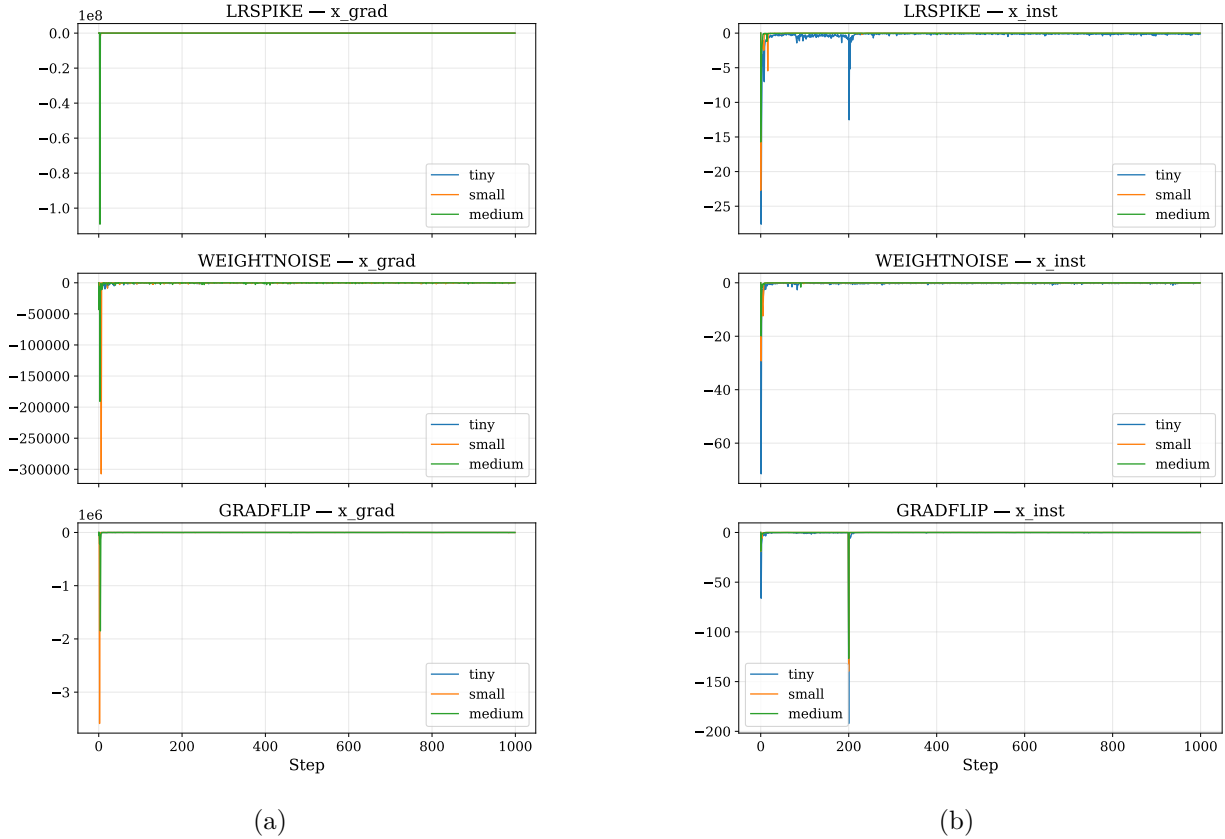 LRSPIKE — x_grad
1e8
0.0
−0.2
−0.4
−0.6
−0.8
−1.0
tiny
small
medium
WEIGHTNOISE — x_grad
0
−50000
−100000
−150000
−200000
−250000
−300000
tiny
small
medium
GRADFLIP — x_grad
1e6
0
−1
−2
−3
tiny
small
medium
0 200 400 600 800 1000
Step
(a)
LRSPIKE — x_inst
0
−5
−10
−15
−20
−25
tiny
small
medium
WEIGHTNOISE — x_inst
0
−20
−40
−60
tiny
small
medium
GRADFLIP — x_inst
0
−50
−100
−150
−200
tiny
small
medium
0 200 400 600 800 1000
Step
(b)